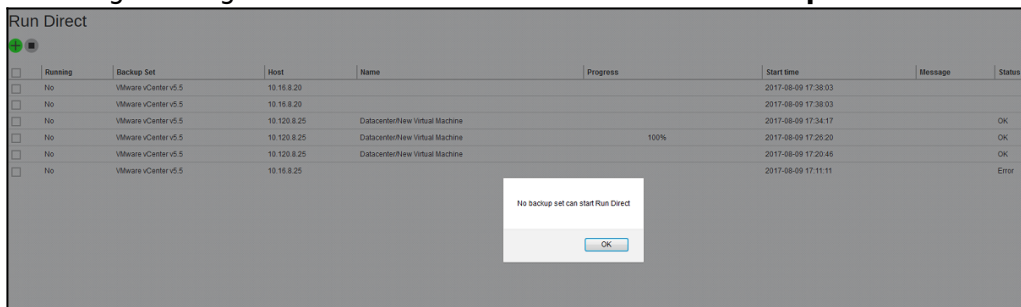 Run Direct
Running Backup Set Host Name Progress Start time Message Status
No VMware vCenter v5.5 10.16.8.20 2017-08-09 17:38:03
No VMware vCenter v5.5 10.16.8.20 2017-08-09 17:38:03
No VMware vCenter v5.5 10.120.8.25 Datacenter/New Virtual Machine 2017-08-09 17:34:17 OK
No VMware vCenter v5.5 10.120.8.25 Datacenter/New Virtual Machine 100% 2017-08-09 17:26:20 OK
No VMware vCenter v5.5 10.120.8.25 Datacenter/New Virtual Machine 2017-08-09 17:20:46 OK
No VMware vCenter v5.5 10.16.8.25 2017-08-09 17:11:11 Error
No backup set can start Run Direct
OK